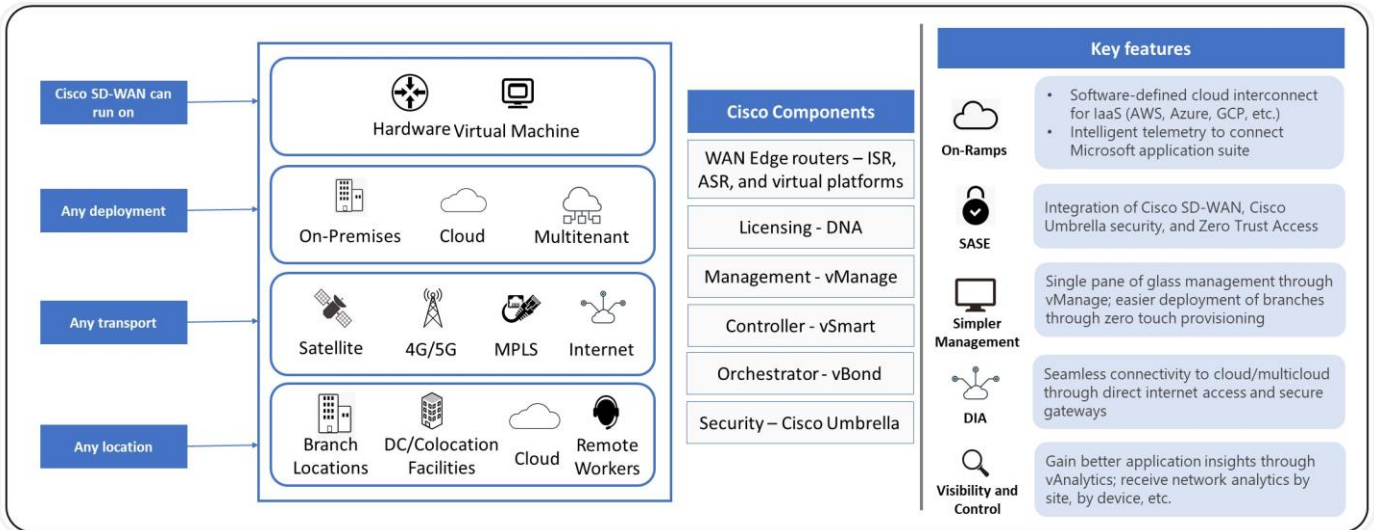 Cisco SD-WAN can
run on
Hardware Virtual Machine
Any deployment
On-Premises Cloud Multitenant
Any transport
Satellite 4G/5G MPLS Internet
Any location
Branch
Locations
DC/Colocation
Facilities
Cloud
Remote
Workers
Cisco Components
WAN Edge routers – ISR,
ASR, and virtual platforms
Licensing - DNA
Management - vManage
Controller - vSmart
Orchestrator - vBond
Security – Cisco Umbrella
Key features
On-Ramps
• Software-defined cloud interconnect
for IaaS (AWS, Azure, GCP, etc.)
• Intelligent telemetry to connect
Microsoft application suite
SASE
Integration of Cisco SD-WAN, Cisco
Umbrella security, and Zero Trust Access
Simpler
Management
Single pane of glass management through
vManage; easier deployment of branches
through zero touch provisioning
DIA
Seamless connectivity to cloud/multicloud
through direct internet access and secure
gateways
Visibility and
Control
Gain better application insights through
vAnalytics; receive network analytics by
site, by device, etc.